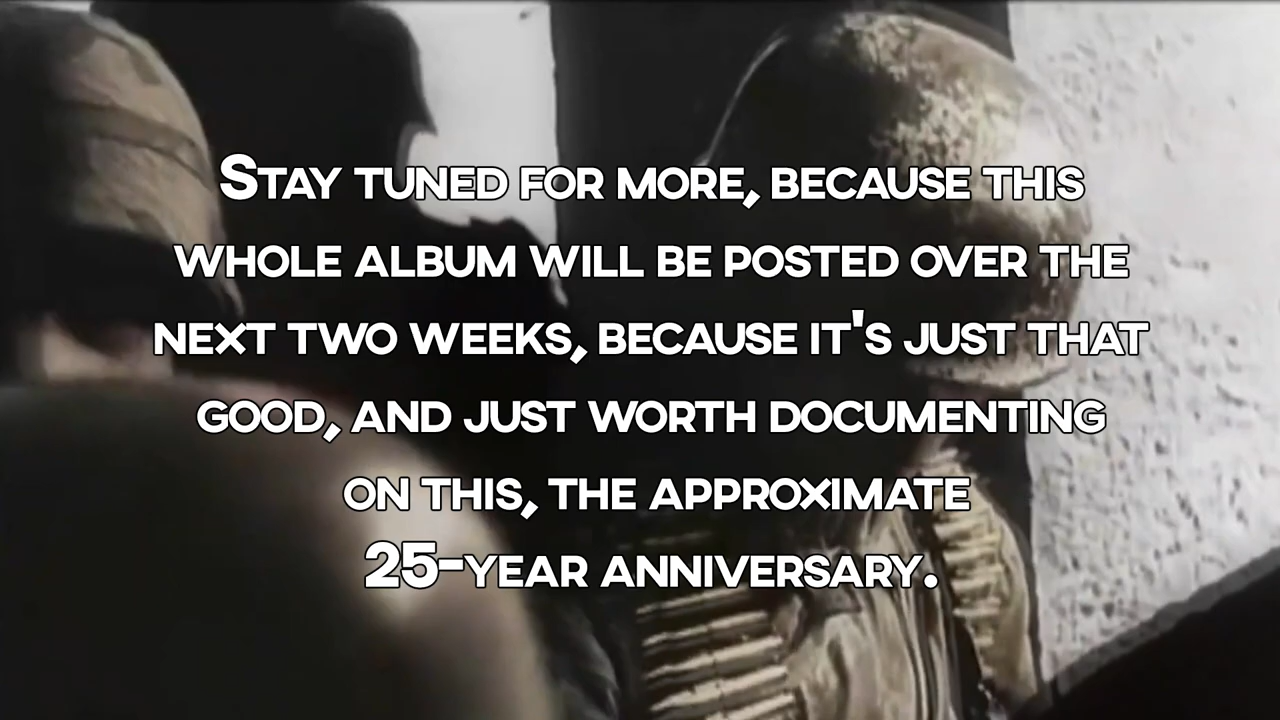 Stay tuned for more, because this
whole album will be posted over the
next two weeks, because it's just that
good, and just worth documenting
on this, the approximate
25-year anniversary.